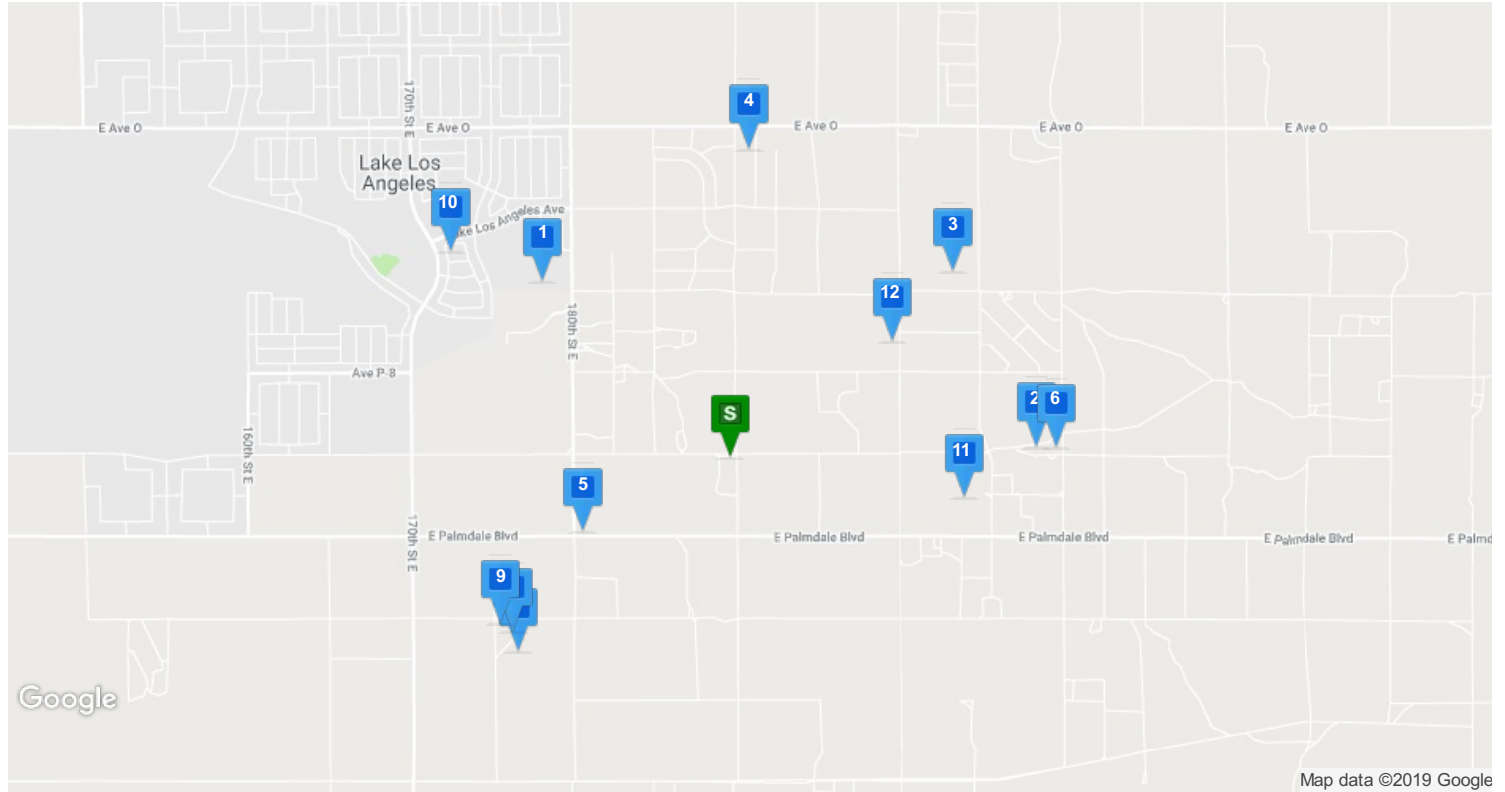 170th St E
4
E Ave O
E Ave O
E Ave O
E Ave O
E Ave O
Lake Los
Angeles
10
Lake Los Angeles Ave
1
3
12
180th St E
Ave P-8
2
6
S
160th St E
11
5
170th St E
E Palmdale Blvd
E Palmdale Blvd
E Palmdale Blvd
E Palmdale Blvd
E Palmd
9
Google
Map data ©2019 Google